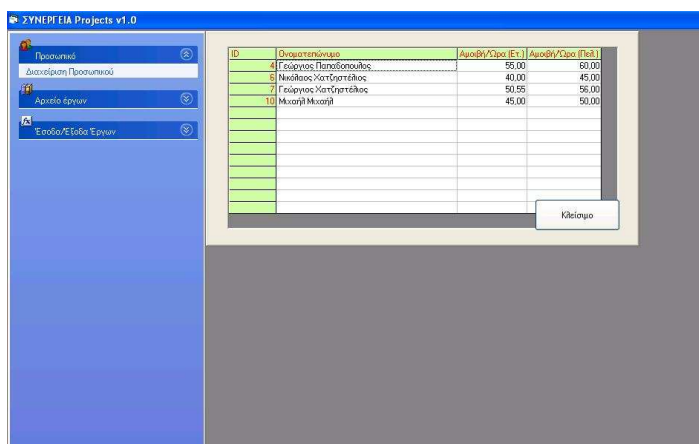 ΣΥΝΕΡΓΕΙΑ Projects v1.0
Προσωπικό
Διαχείριση Προσωπικού
Αρχείο έργων
Έσοδα/Έξοδα Έργων
ID Ονοματεπώνυμο Αμοιβή/Ώρα (Ετ.) Αμοιβή/Ώρα (Πελ.)
4 Γεώργιος Παπαδοπουλος 55,00 60,00
6 Νικόλαος Χατζηστέλιος 40,00 45,00
7 Γεώργιος Χατζηστέλιος 50,55 56,00
10 Μιχαήλ Μιχαήλ 45,00 50,00
Κλείσιμο